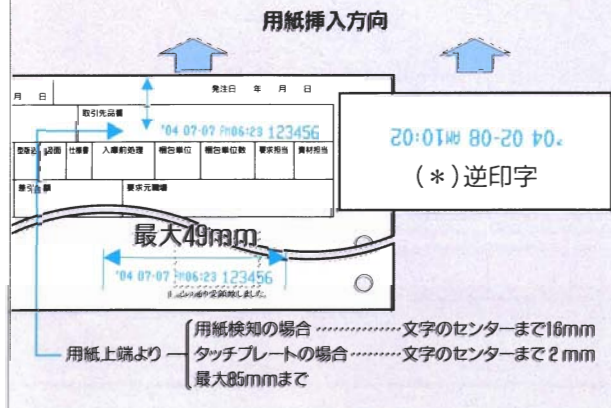 用紙挿入方向
月 日
発注日 年 月 日
取引先品番
'04 07-07 PM06:23 123456
仕様書 入庫前処理 梱包単位 梱包単位数 要求担当 資材担当
要求元職場
'04 02-08 AM10:02
(*)逆印字
最大49mm
'04 07-07 PM06:23 123456
用紙上端より
用紙検知の場合……………文字のセンターまで16mm
タッチプレートの場合………文字のセンターまで2mm
最大85mmまで